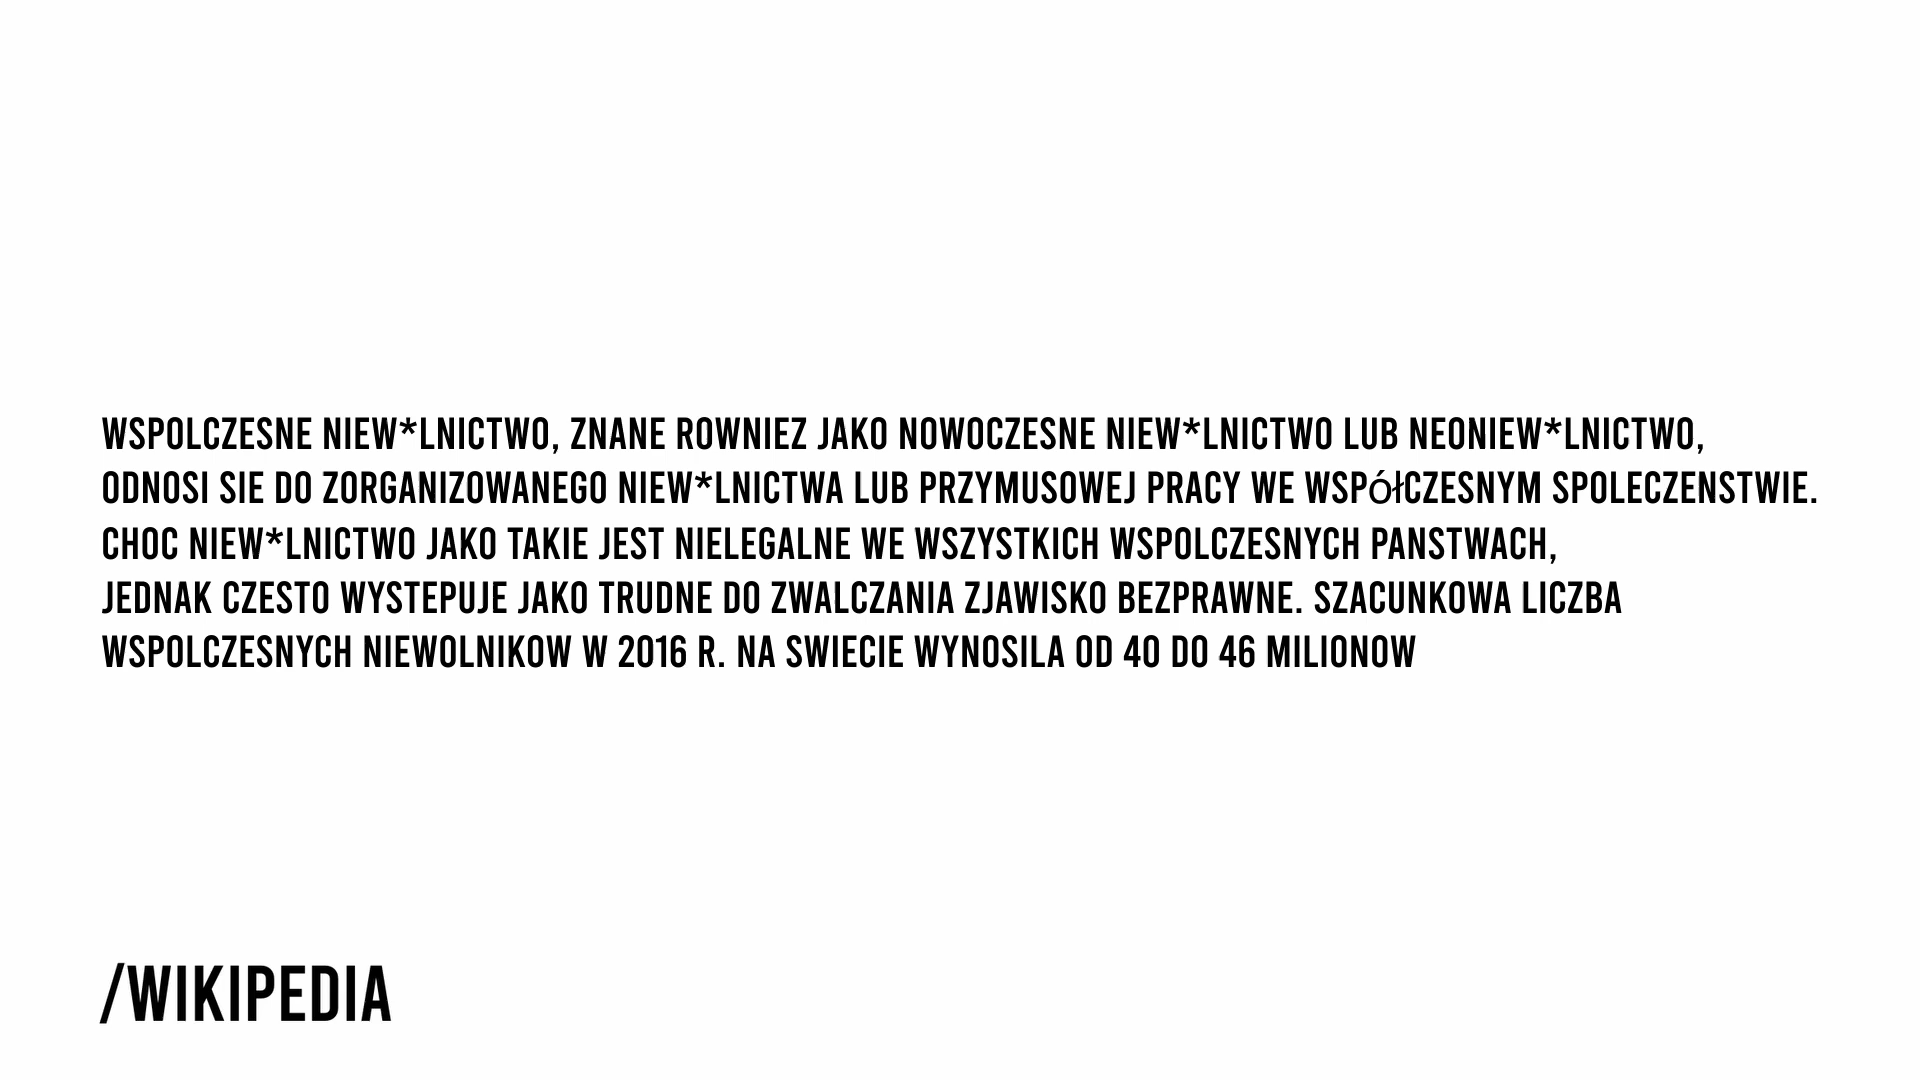 WSPOLCZESNE NIEW*LNICTWO, ZNANE ROWNIEZ JAKO NOWOCZESNE NIEW*LNICTWO LUB NEONIEW*LNICTWO,
ODNOSI SIE DO ZORGANIZOWANEGO NIEW*LNICTWA LUB PRZYMUSOWEJ PRACY WE WSPółCZESNYM SPOLECZENSTWIE.
CHOC NIEW*LNICTWO JAKO TAKIE JEST NIELEGALNE WE WSZYSTKICH WSPOLCZESNYCH PANSTWACH,
JEDNAK CZESTO WYSTEPUJE JAKO TRUDNE DO ZWALCZANIA ZJAWISKO BEZPRAWNE. SZACUNKOWA LICZBA
WSPOLCZESNYCH NIEWOLNIKOW W 2016 R. NA SWIECIE WYNOSILA OD 40 DO 46 MILIONOW
/WIKIPEDIA